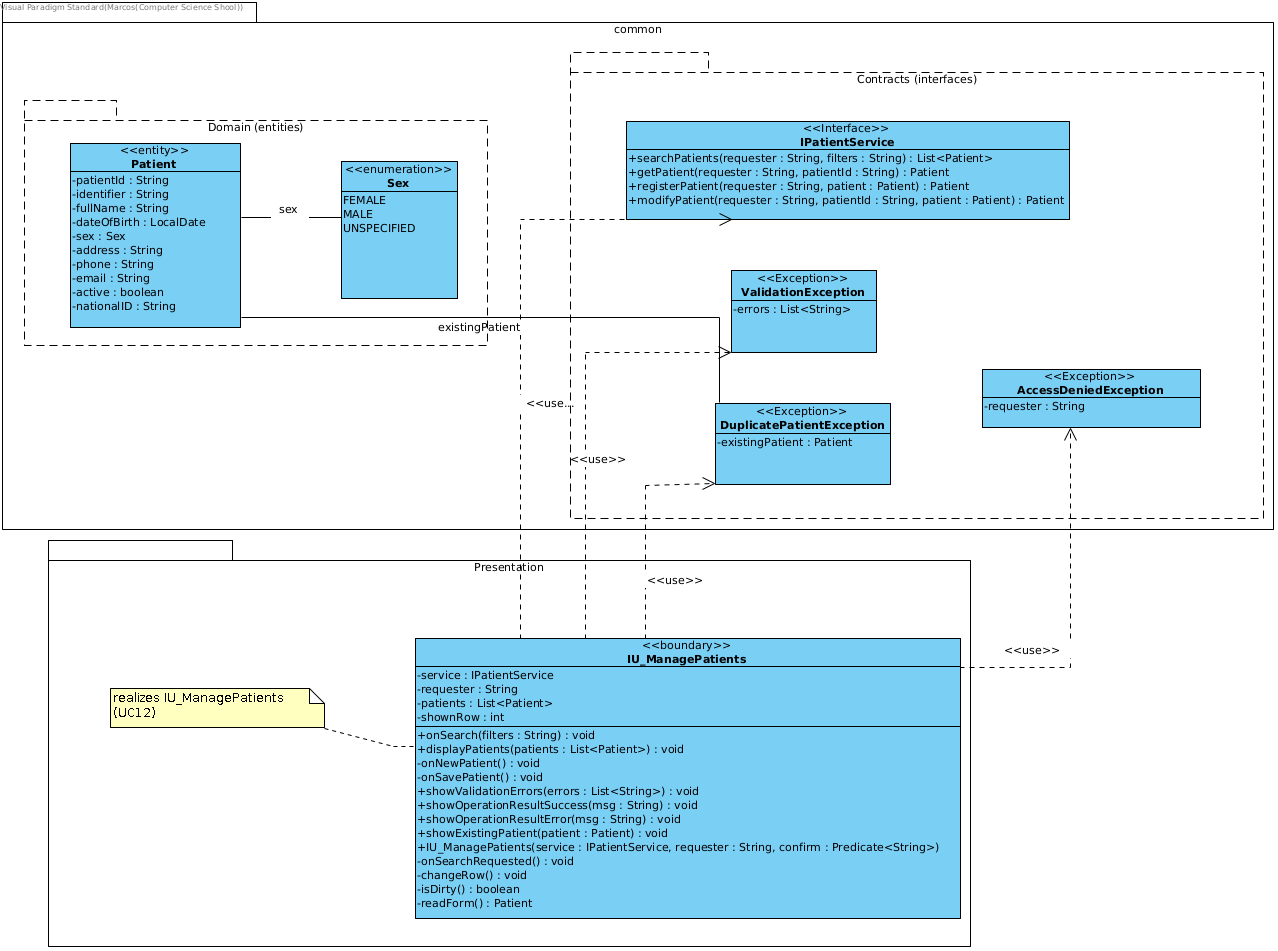 Visual Paradigm Standard(Marcos(Computer Science Shool))
common
Contracts (interfaces)
Domain (entities)
<<entity>>
Patient
-patientId : String
-identifier : String
-fullName : String
-dateOfBirth : LocalDate
-sex : Sex
-address : String
-phone : String
-email : String
-active : boolean
-nationalID : String
sex
<<enumeration>>
Sex
FEMALE
MALE
UNSPECIFIED
<<Interface>>
IPatientService
+searchPatients(requester : String, filters : String) : List<Patient>
+getPatient(requester : String, patientId : String) : Patient
+registerPatient(requester : String, patient : Patient) : Patient
+modifyPatient(requester : String, patientId : String, patient : Patient) : Patient
<<Exception>>
ValidationException
-errors : List<String>
existingPatient
<<Exception>>
AccessDeniedException
-requester : String
<<use...
<<Exception>>
DuplicatePatientException
-existingPatient : Patient
<<use>>
Presentation
<<use>>
<<use>>
<<boundary>>
IU_ManagePatients
-service : IPatientService
-requester : String
-patients : List<Patient>
-shownRow : int
+onSearch(filters : String) : void
+displayPatients(patients : List<Patient>) : void
-onNewPatient() : void
-onSavePatient() : void
+showValidationErrors(errors : List<String>) : void
+showOperationResultSuccess(msg : String) : void
+showOperationResultError(msg : String) : void
+showExistingPatient(patient : Patient) : void
+IU_ManagePatients(service : IPatientService, requester : String, confirm : Predicate<String>)
-onSearchRequested() : void
-changeRow() : void
-isDirty() : boolean
-readForm() : Patient
realizes IU_ManagePatients
(UC12)